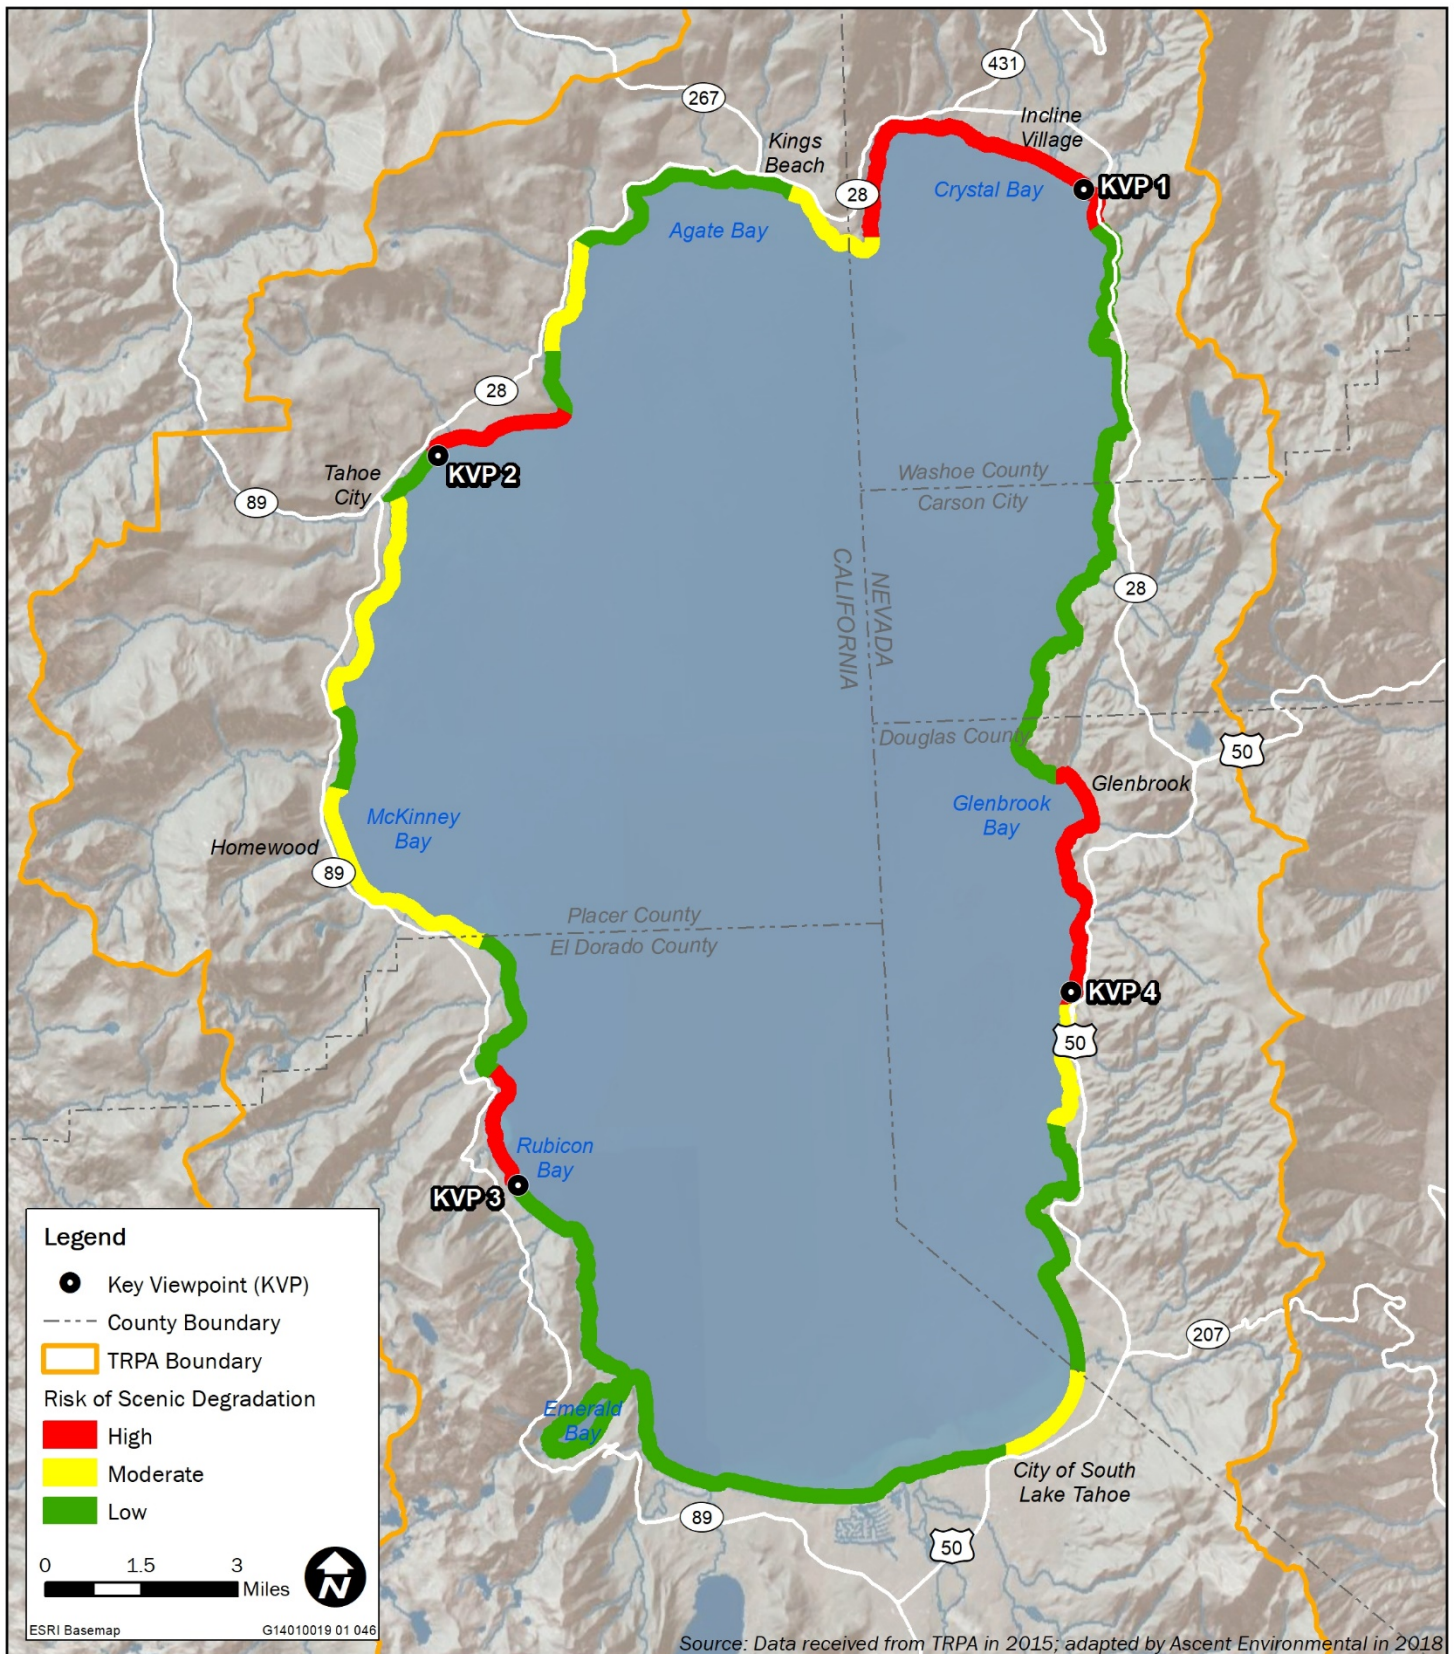 431
267
Incline
Village
Kings
Beach
28
Crystal Bay
KVP 1
Agate Bay
28
KVP 2
Tahoe
City
89
Washoe County
Carson City
CALIFORNIA
NEVADA
28
Douglas County
50
Glenbrook
Glenbrook
Bay
McKinney
Bay
Homewood
89
Placer County
El Dorado County
KVP 4
50
Rubicon
Bay
KVP 3
207
Emerald
Bay
City of South
Lake Tahoe
89
50
Legend
Key Viewpoint (KVP)
County Boundary
TRPA Boundary
Risk of Scenic Degradation
High
Moderate
Low
0 1.5 3
Miles
N
ESRI Basemap G14010019 01 046
Source: Data received from TRPA in 2015; adapted by Ascent Environmental in 2018